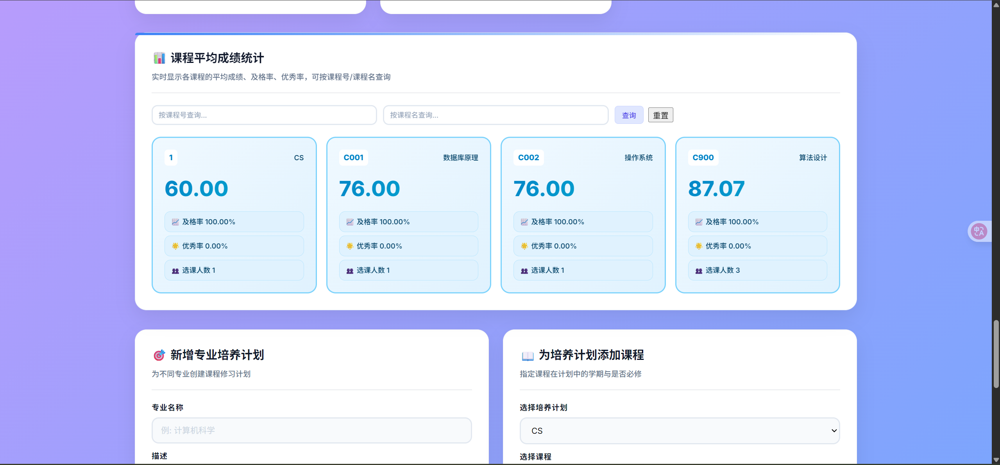 课程平均成绩统计
实时显示各课程的平均成绩、及格率、优秀率，可按课程号/课程名查询
按课程号查询... 按课程名查询... 查询 重置
1 CS
60.00
及格率 100.00%
优秀率 0.00%
选课人数 1
C001 数据库原理
76.00
及格率 100.00%
优秀率 0.00%
选课人数 1
C002 操作系统
76.00
及格率 100.00%
优秀率 0.00%
选课人数 1
C900 算法设计
87.07
及格率 100.00%
优秀率 0.00%
选课人数 3
新增专业培养计划
为不同专业创建课程修习计划
专业名称
例: 计算机科学
描述
为培养计划添加课程
指定课程在计划中的学期与是否必修
选择培养计划
CS
选择课程
中 A